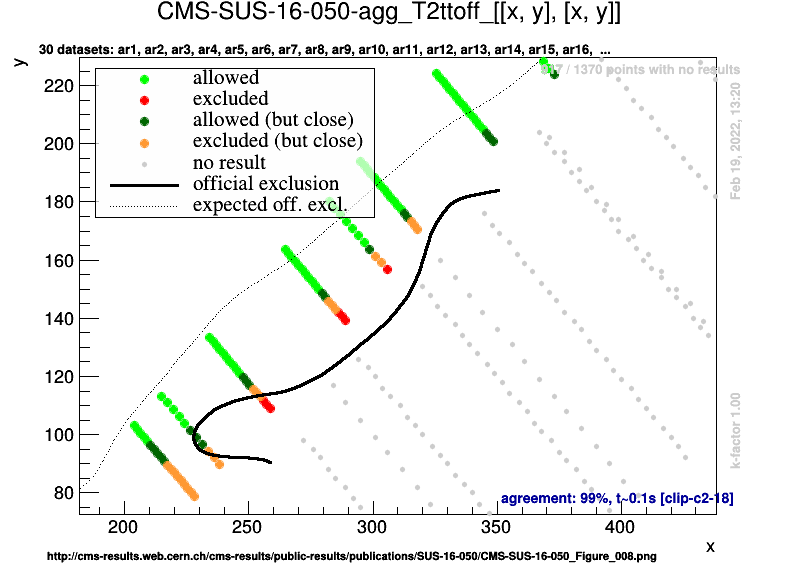 CMS-SUS-16-050-agg_T2ttoff_[[x, y], [x, y]]
30 datasets: ar1, ar2, ar3, ar4, ar5, ar6, ar7, ar8, ar9, ar10, ar11, ar12, ar12, ar13, ar14, ar15, ar16, ...
y
/ 1370 points with no results
allowed
excluded
allowed (but close)
excluded (but close)
no result
official exclusion
expected off. excl.
220
200
180
160
140
120
100
80
Feb 19, 2022, 13:20
k-factor 1.00
agreement: 99%, t~0.1s [clip-c2-18]
200
250
300
350
400
x
http://cms-results.web.cern.ch/cms-results/public-results/publications/SUS-16-050/CMS-SUS-16-050_Figure_008.png